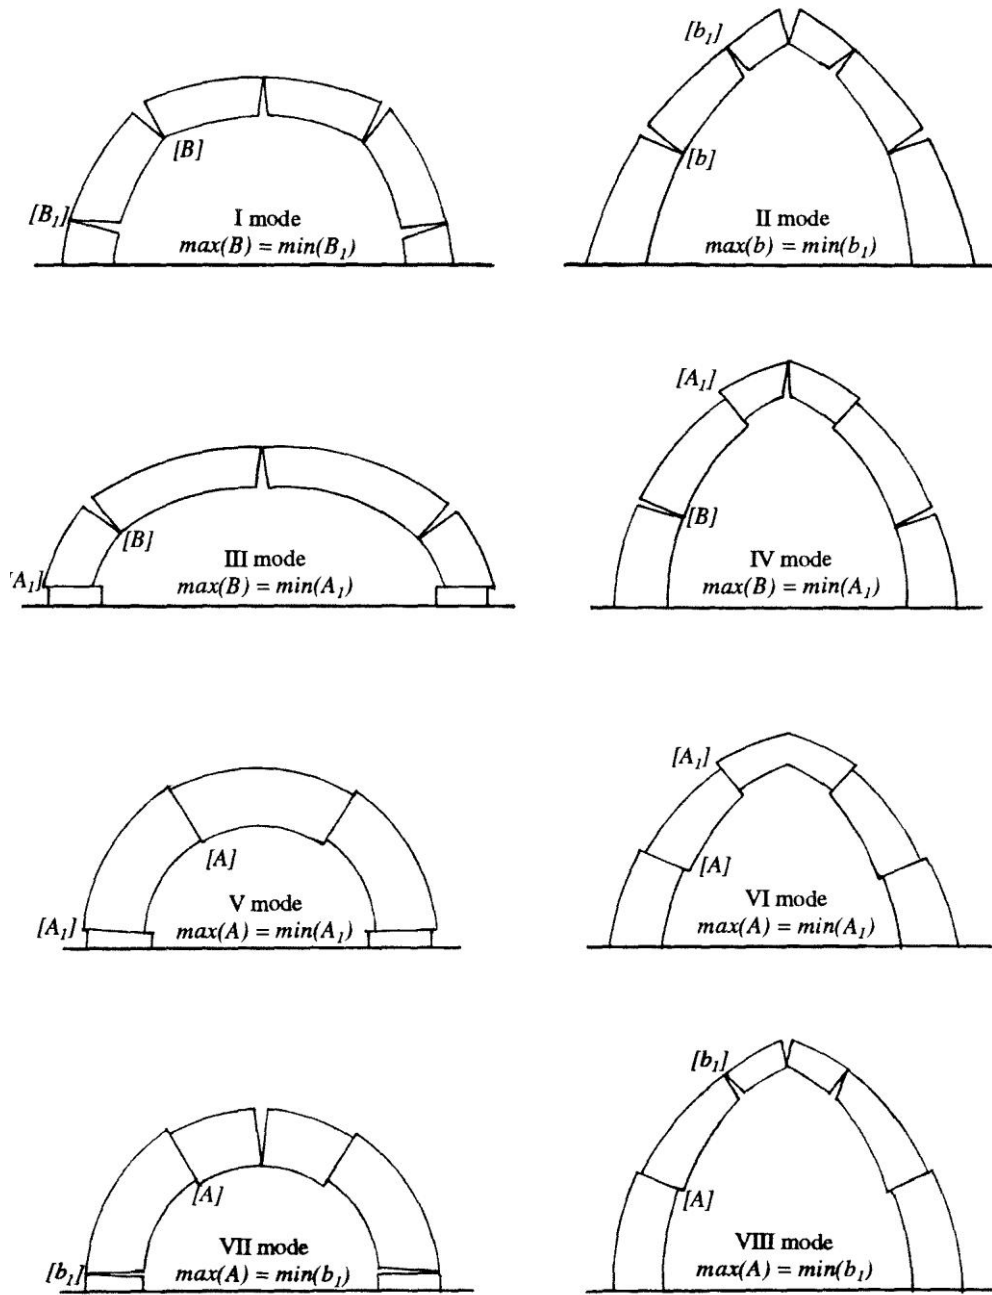 [B]
[B₁]
I mode
max(B) = min(B₁)
[b₁]
[b]
II mode
max(b) = min(b₁)
[B]
A₁]
III mode
max(B) = min(A₁)
[A₁]
[B]
IV mode
max(B) = min(A₁)
[A]
[A₁]
V mode
max(A) = min(A₁)
[A₁]
[A]
VI mode
max(A) = min(A₁)
[A]
[b₁]
VII mode
max(A) = min(b₁)
[b₁]
[A]
VIII mode
max(A) = min(b₁)